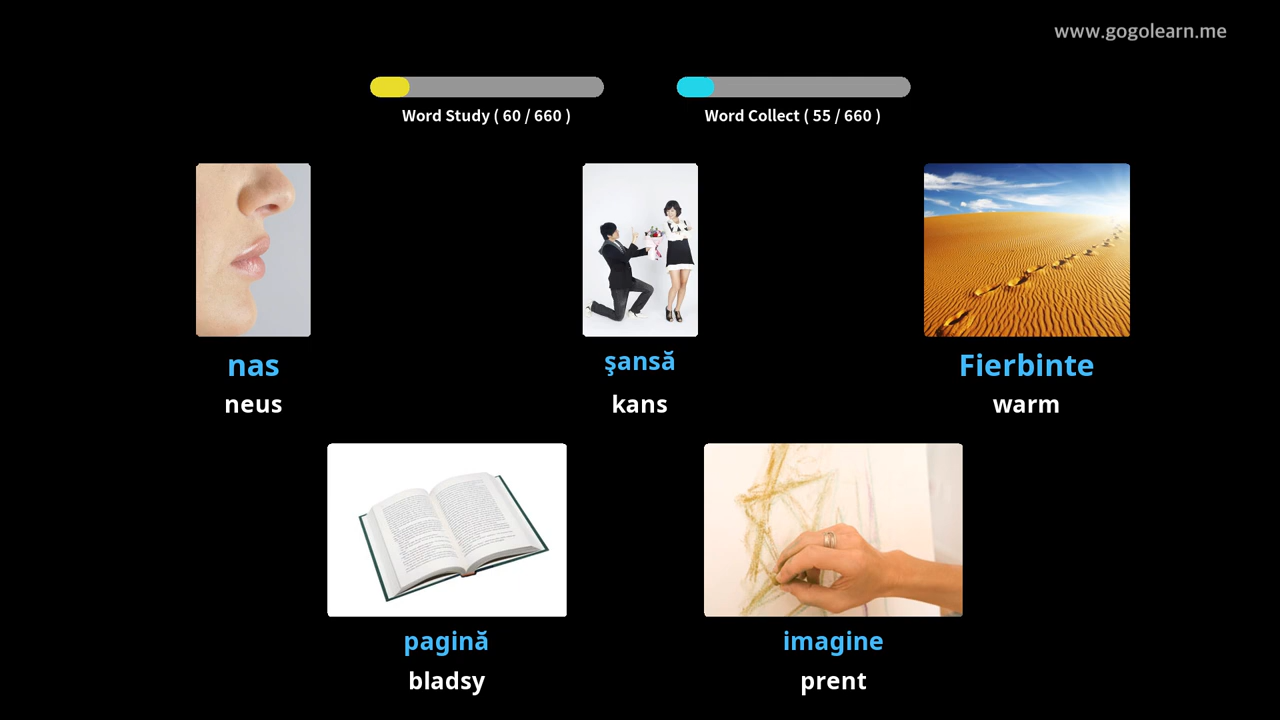 www.gogolearn.me
Word Study ( 60 / 660 )
Word Collect ( 55 / 660 )
nas
neus
şansă
kans
Fierbinte
warm
pagină
bladsy
imagine
prent